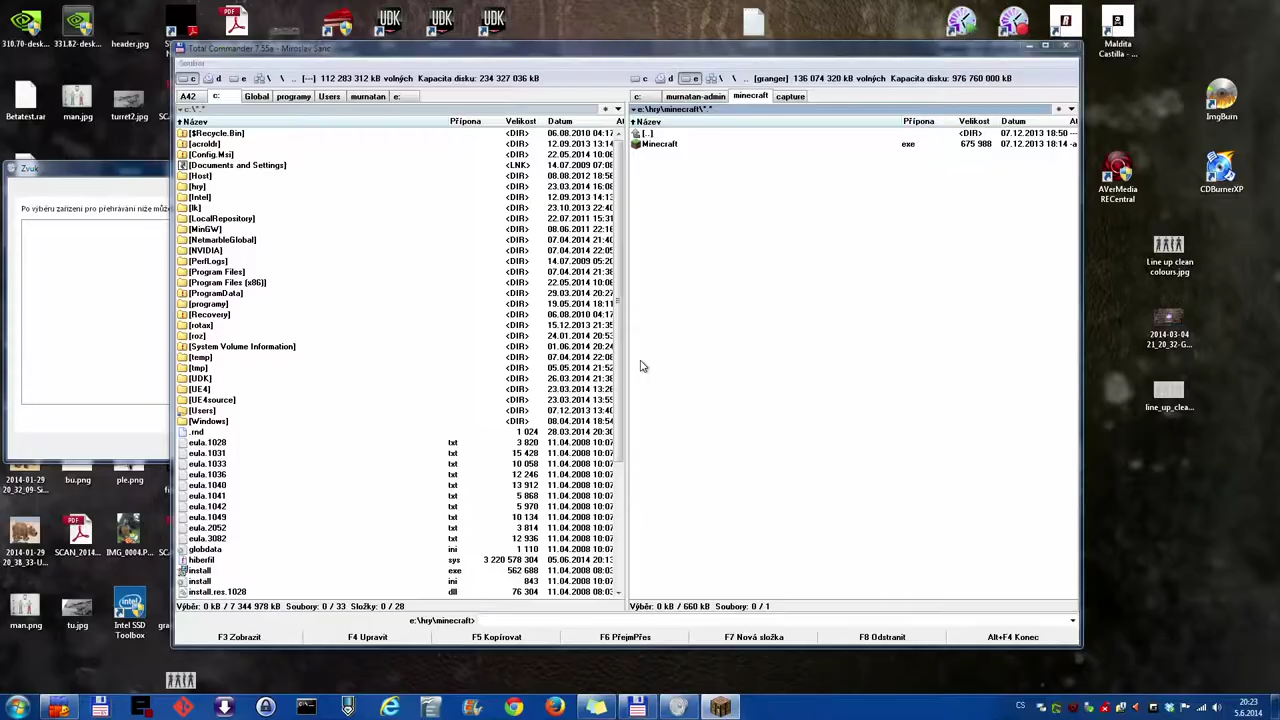 310.70-desk...
331.82-desk...
header.jpg
Maldita
Castilla - ...
Total Commander 7.55a - Miroslav Saric
Soubor
c d e \ .. [---] 112 283 312 kB volných Kapacita disku: 234 327 036 kB
c d e \ .. [granger] 136 074 320 kB volných Kapacita disku: 976 760 000 kB
A42 c: Global programy Users murnatan e:
c: murnatan-admin minecraft capture
c:\*.*
e:\hry\minecraft\*.*
Název Přípona Velikost Datum At
Název Přípona Velikost Datum At
[$Recycle.Bin] <DIR> 06.08.2010 04:17
[acroldr] <DIR> 12.09.2013 13:14
[Config.Msi] <DIR> 22.05.2014 10:06
[Documents and Settings] <LNK> 14.07.2009 07:08
[Host] <DIR> 08.08.2012 18:56
[hry] <DIR> 23.03.2014 16:08
[Intel] <DIR> 12.09.2013 14:13
[lk] <DIR> 23.10.2013 22:40
[LocalRepository] <DIR> 22.07.2011 15:31
[MinGW] <DIR> 08.06.2011 22:16
[NetmarbleGlobal] <DIR> 07.04.2014 21:40
[NVIDIA] <DIR> 07.04.2014 22:05
[PerfLogs] <DIR> 14.07.2009 05:20
[Program Files] <DIR> 07.04.2014 21:38
[Program Files (x86)] <DIR> 22.05.2014 10:06
[ProgramData] <DIR> 29.03.2014 20:27
[programy] <DIR> 19.05.2014 18:11
[Recovery] <DIR> 06.08.2010 04:17
[rotax] <DIR> 15.12.2013 21:35
[roz] <DIR> 24.01.2014 20:53
[System Volume Information] <DIR> 01.06.2014 20:24
[temp] <DIR> 07.04.2014 22:08
[tmp] <DIR> 05.05.2014 21:52
[UDK] <DIR> 26.03.2014 21:38
[UE4] <DIR> 23.03.2014 13:26
[UE4source] <DIR> 23.03.2014 13:55
[Users] <DIR> 07.12.2013 13:40
[Windows] <DIR> 08.04.2014 18:54
.rnd 1 024 28.03.2014 20:30
eula.1028 txt 3 820 11.04.2008 10:07
eula.1031 txt 15 428 11.04.2008 10:07
eula.1033 txt 10 058 11.04.2008 10:07
eula.1036 txt 12 246 11.04.2008 10:07
eula.1040 txt 13 912 11.04.2008 10:07
eula.1041 txt 5 868 11.04.2008 10:07
eula.1042 txt 5 970 11.04.2008 10:07
eula.1049 txt 10 134 11.04.2008 10:07
eula.2052 txt 3 814 11.04.2008 10:07
eula.3082 txt 12 936 11.04.2008 10:07
globdata ini 1 110 11.04.2008 10:07
hiberfil sys 3 220 578 304 05.06.2014 20:13
install exe 562 688 11.04.2008 08:03
install ini 843 11.04.2008 10:07
install.res.1028 dll 76 304 11.04.2008 08:03
[..] <DIR> 07.12.2013 18:50 ---
Minecraft exe 675 988 07.12.2013 18:14 -a
Výběr: 0 kB / 7 344 978 kB Soubory: 0 / 33 Složky: 0 / 28
Výběr: 0 kB / 660 kB Soubory: 0 / 1
e:\hry\minecraft>
F3 Zobrazit F4 Upravit F5 Kopírovat F6 PřejmPřes F7 Nová složka F8 Odstranit Alt+F4 Konec
Zvuk
Po výběru zařízení pro přehrávání níže může
ctatest.rar
man.jpg
turret2.jpg
ImgBurn
AVerMedia
RECentral
CDBurnerXP
Line up clean
colours.jpg
2014-03-04
21_20_32-G...
line_up_clea...
2014-01-29
20_32_09-Si...
bu.png
ple.png
2014-01-29
20_38_33-U...
SCAN_2014...
IMG_0004.P...
man.png
tu.jpg
Intel SSD
Toolbox
CS
20:23
5.6.2014